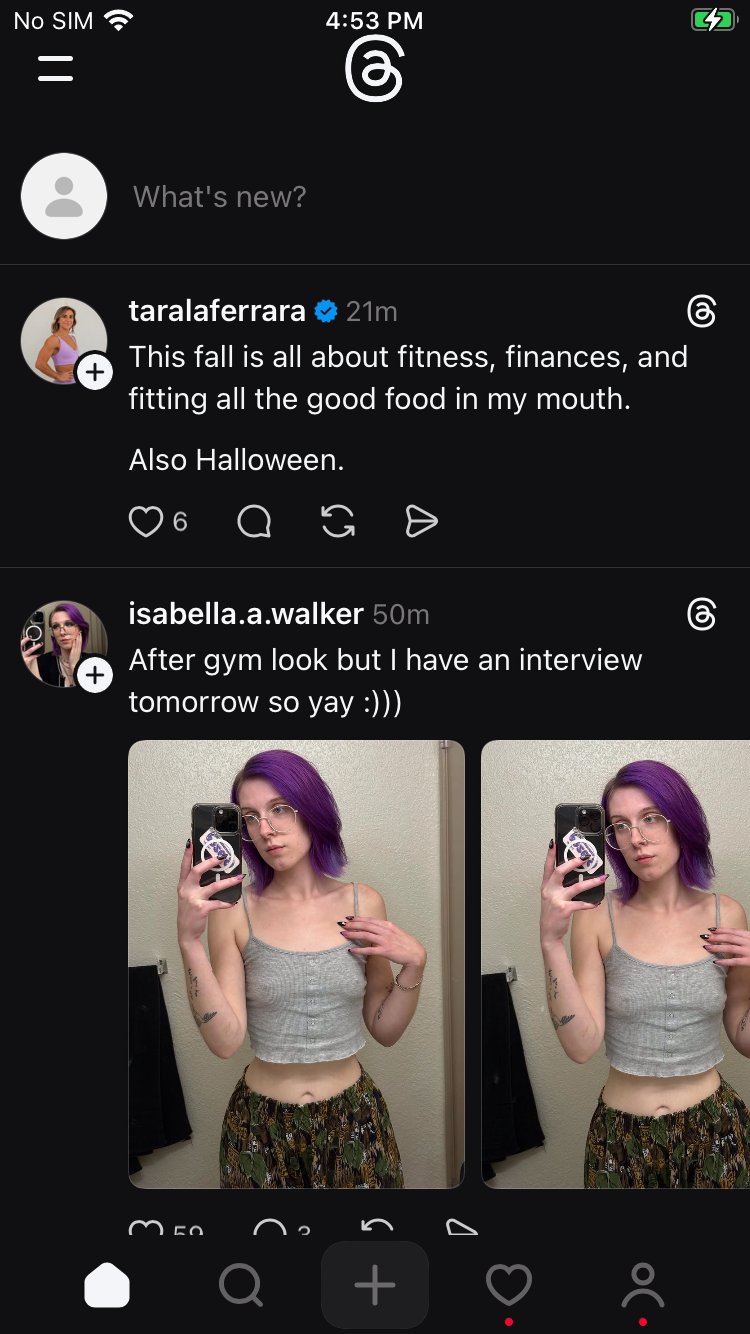 No SIM 4:53 PM
What's new?
taralaferrara 21m
This fall is all about fitness, finances, and
fitting all the good food in my mouth.
Also Halloween.
6
isabella.a.walker 50m
After gym look but I have an interview
tomorrow so yay :)))
59 3